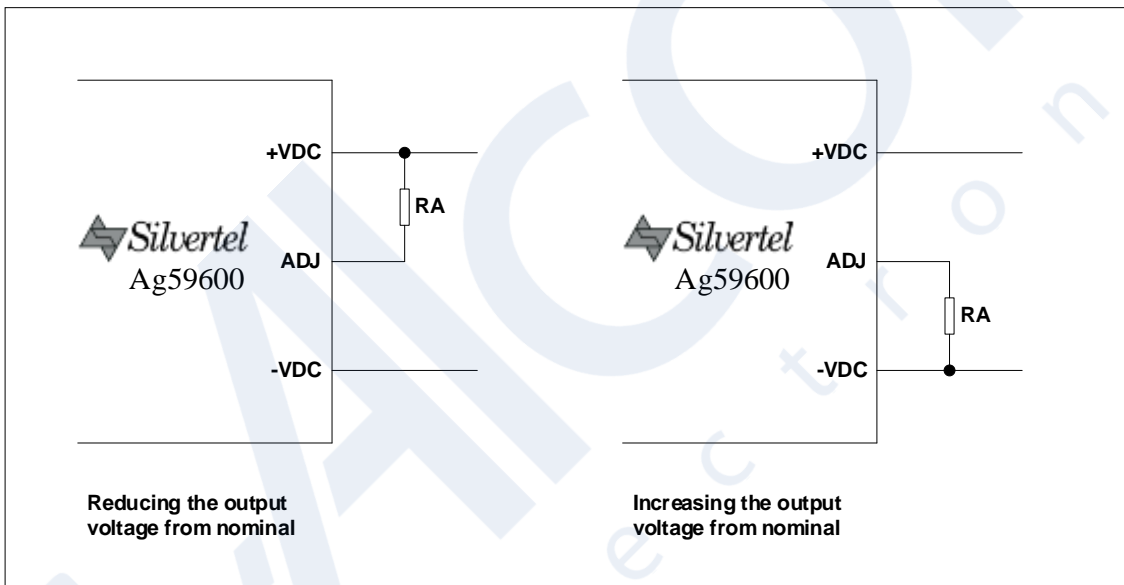 +VDC
RA
Silvertel
Ag59600
ADJ
-VDC
Reducing the output
voltage from nominal
+VDC
Silvertel
Ag59600
ADJ
RA
-VDC
Increasing the output
voltage from nominal